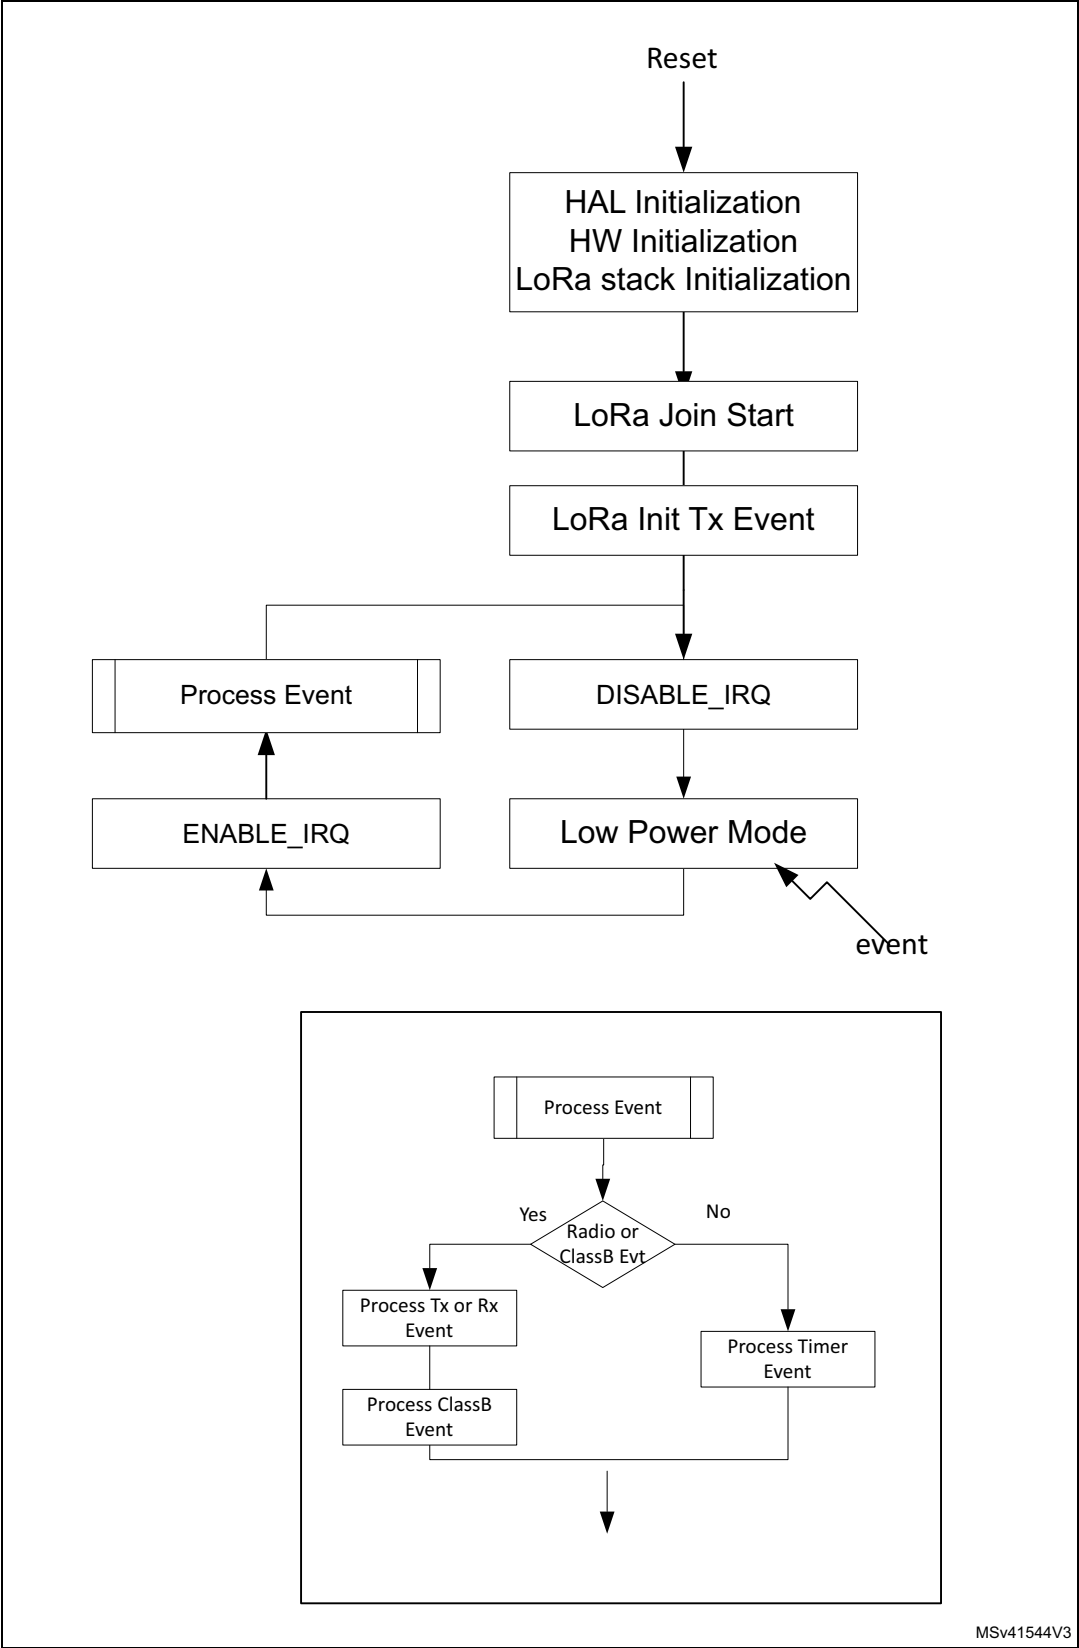 Reset
HAL Initialization
HW Initialization
LoRa stack Initialization
LoRa Join Start
LoRa Init Tx Event
Process Event
DISABLE_IRQ
ENABLE_IRQ
Low Power Mode
event
Process Event
Yes
No
Radio or
ClassB Evt
Process Tx or Rx
Event
Process Timer
Event
Process ClassB
Event
MSv41544V3